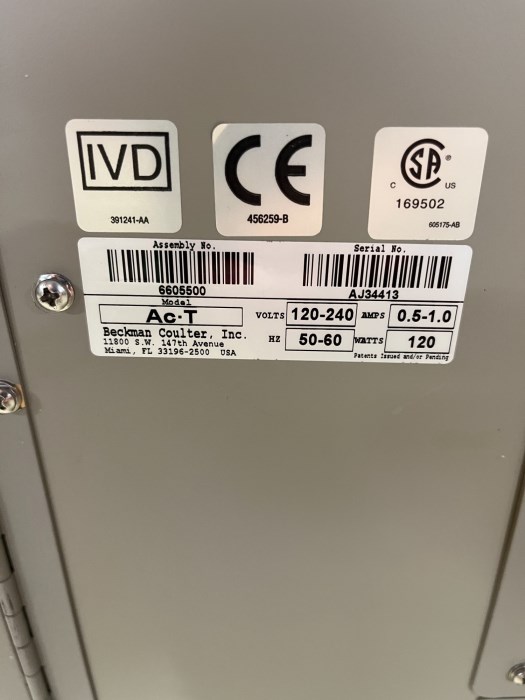 IVD
391241-AA
CE
456259-B
SA
C US
169502
605175-AB
Assembly No.
6605500
Serial No.
AJ34413
Model
Ac·T
Beckman Coulter, Inc.
11800 S.W. 147th Avenue
Miami, FL 33196-2500 USA
VOLTS 120-240 AMPS 0.5-1.0
HZ 50-60 WATTS 120
Patents Issued and/or Pending